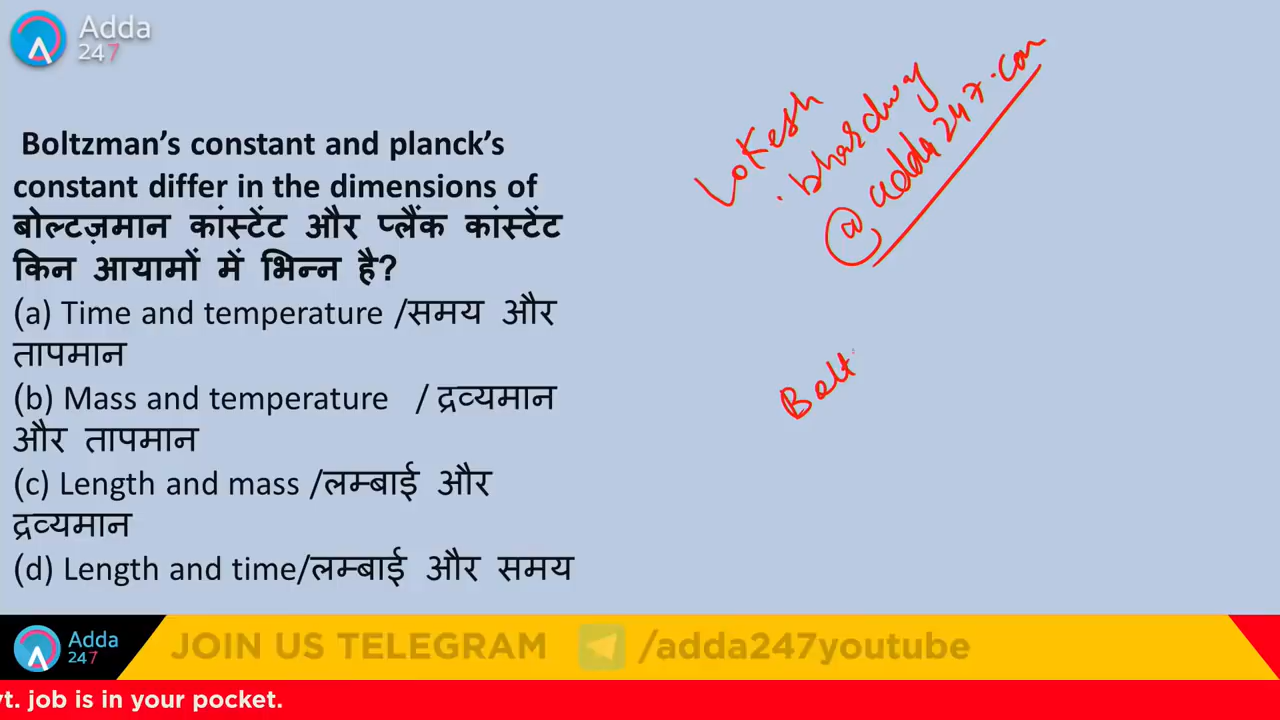 Adda
247
Boltzman's constant and planck's
constant differ in the dimensions of
बोल्टज़मान कांस्टेंट और प्लैंक कांस्टेंट
किन आयामों में भिन्न है?
(a) Time and temperature /समय और
तापमान
(b) Mass and temperature / द्रव्यमान
और तापमान
(c) Length and mass /लम्बाई और
द्रव्यमान
(d) Length and time/लम्बाई और समय
LoKesh
.bhardwaj
@adda247.com
Bolt
Adda
247
JOIN US TELEGRAM /adda247youtube
vt. job is in your pocket.